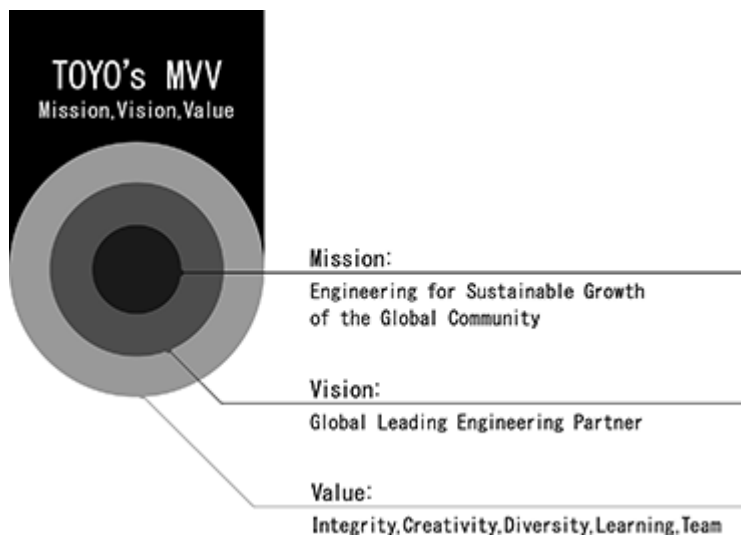 TOYO's MVV
Mission,Vision,Value
Mission:
Engineering for Sustainable Growth
of the Global Community
Vision:
Global Leading Engineering Partner
Value:
Integrity,Creativity,Diversity,Learning,Team